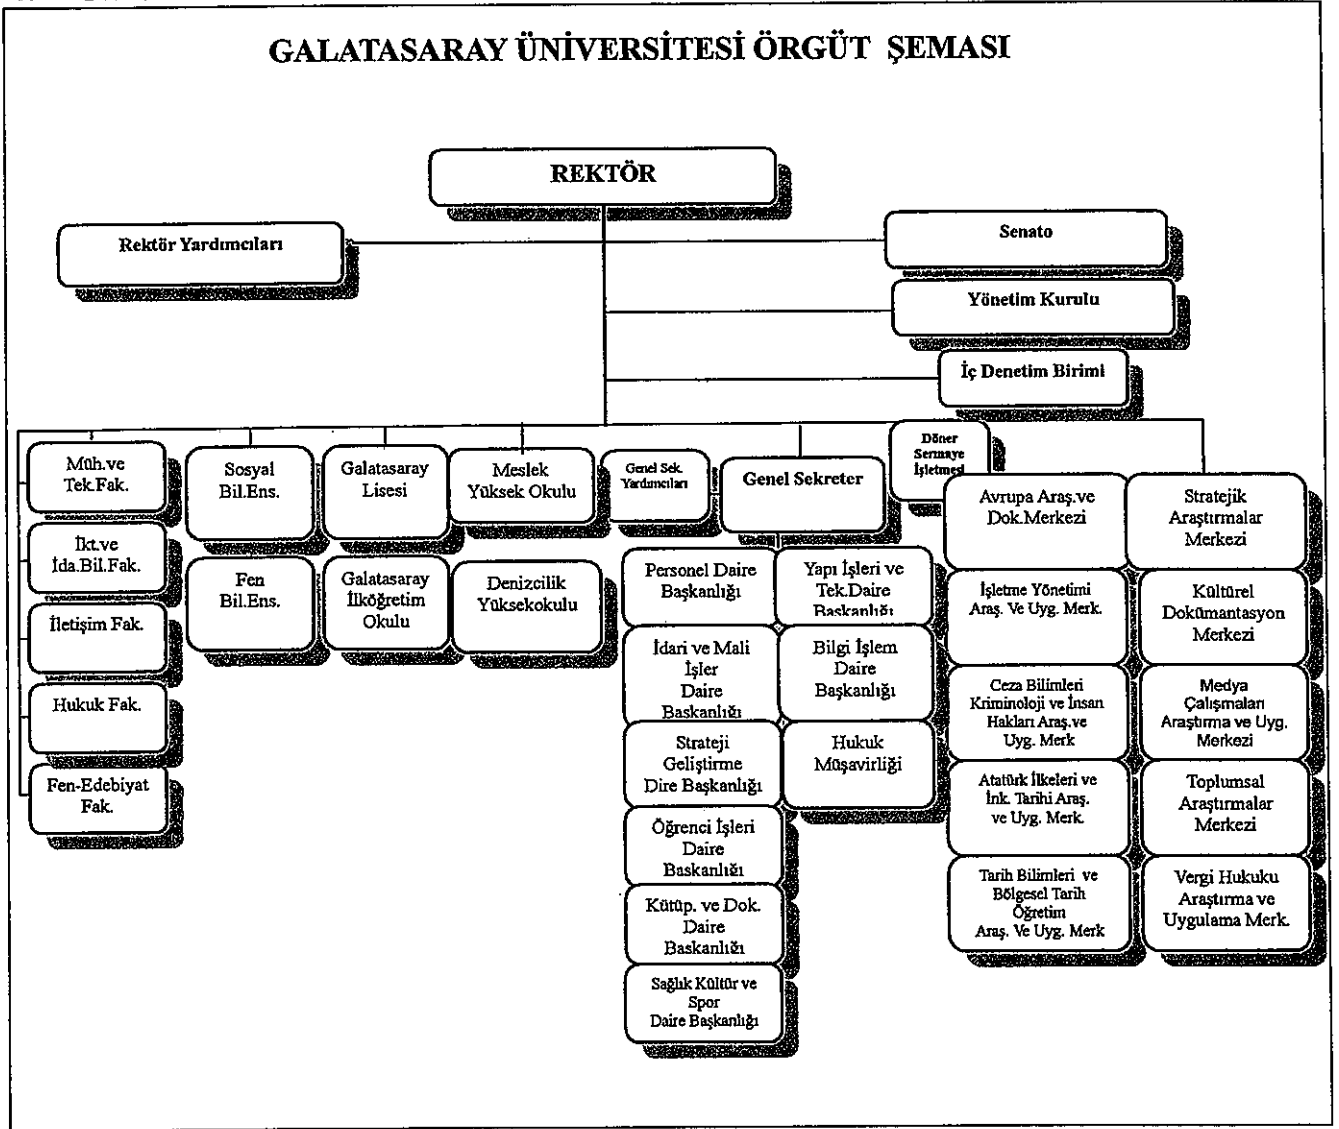 GALATASARAY ÜNİVERSİTESİ ÖRGÜT ŞEMASI
REKTÖR
Rektör Yardımcıları
Senato
Yönetim Kurulu
İç Denetim Birimi
Müh.ve
Tek.Fak.
İkt.ve
İda.Bil.Fak.
İletişim Fak.
Hukuk Fak.
Fen-Edebiyat
Fak.
Sosyal
Bil.Ens.
Fen
Bil.Ens.
Galatasaray
Lisesi
Galatasaray
İlköğretim
Okulu
Meslek
Yüksek Okulu
Denizcilik
Yüksekokulu
Genel Sek.
Yardımcıları
Genel Sekreter
Döner
Sermaye
İşletmesi
Personel Daire
Başkanlığı
İdari ve Mali
İşler
Daire
Baskanlığı
Strateji
Geliştirme
Dire Başkanlığı
Öğrenci İşleri
Daire
Baskanlığı
Kütüp. ve Dok.
Daire
Baskanlığı
Sağlık Kültür ve
Spor
Daire Başkanlığı
Yapı İşleri ve
Tek.Daire
Baskanlığı
Bilgi İşlem
Daire
Başkanlığı
Hukuk
Müşavirliği
Avrupa Araş.ve
Dok.Merkezi
İşletme Yönetimi
Araş. Ve Uyg. Merk.
Ceza Bilimleri
Kriminoloji ve İnsan
Hakları Araş.ve
Uyg. Merk
Atatürk İlkeleri ve
İnk. Tarihi Araş.
ve Uyg. Merk.
Tarih Bilimleri ve
Bölgesel Tarih
Öğretim
Araş. Ve Uyg. Merk
Stratejik
Araştırmalar
Merkezi
Kültürel
Dokümantasyon
Merkezi
Medya
Çalışmaları
Araştırma ve Uyg.
Merkezi
Toplumsal
Araştırmalar
Merkezi
Vergi Hukuku
Araştırma ve
Uygulama Merk.